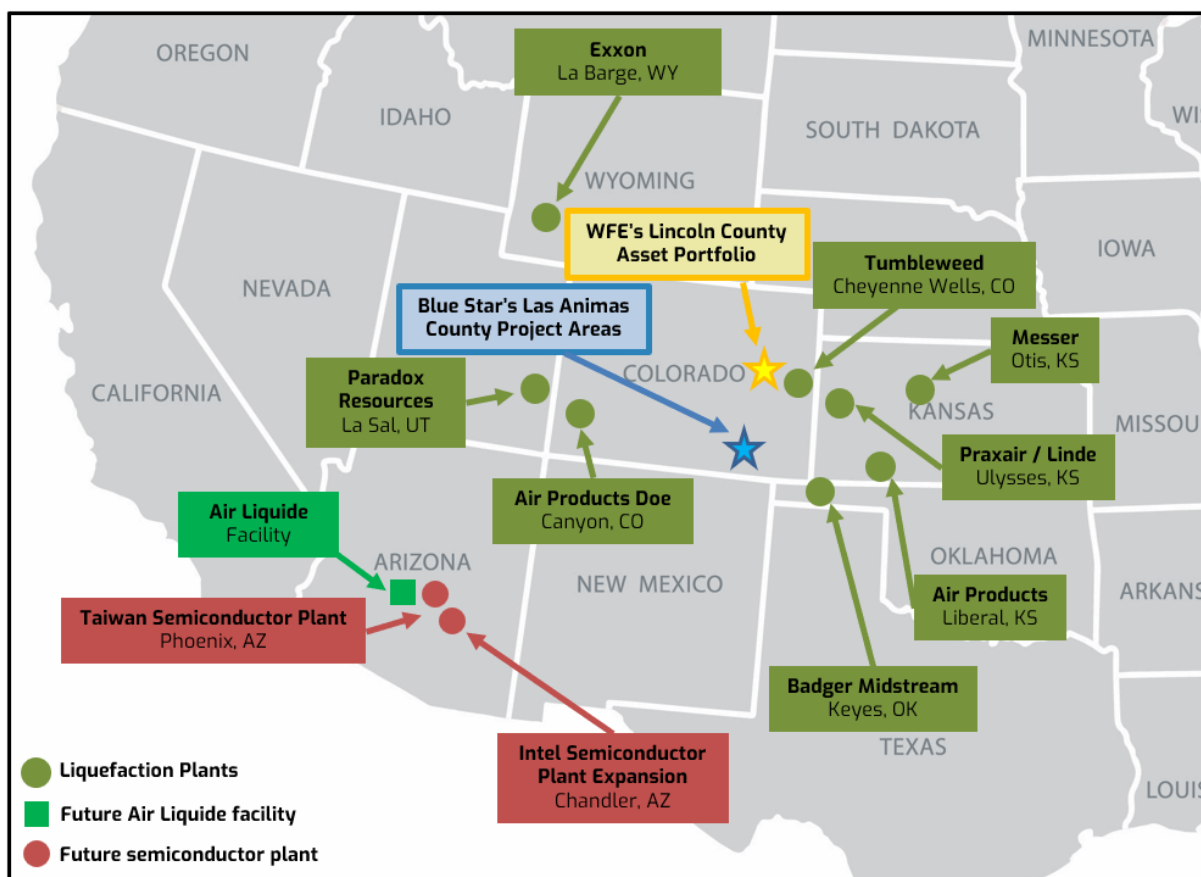 OREGON
IDAHO
WYOMING
SOUTH DAKOTA
MINNESOTA
IOWA
NEVADA
CALIFORNIA
COLORADO
KANSAS
ARIZONA
NEW MEXICO
OKLAHOMA
TEXAS
Exxon
La Barge, WY
WFE's Lincoln County
Asset Portfolio
Tumbleweed
Cheyenne Wells, CO
Blue Star's Las Animas
County Project Areas
Messer
Otis, KS
Paradox
Resources
La Sal, UT
Praxair / Linde
Ulysses, KS
Air Products Doe
Canyon, CO
Air Liquide
Facility
Air Products
Liberal, KS
Taiwan Semiconductor Plant
Phoenix, AZ
Badger Midstream
Keyes, OK
Intel Semiconductor
Plant Expansion
Chandler, AZ
WIS
MISSOU
ARKANS
LOUIS
Liquefaction Plants
Future Air Liquide facility
Future semiconductor plant